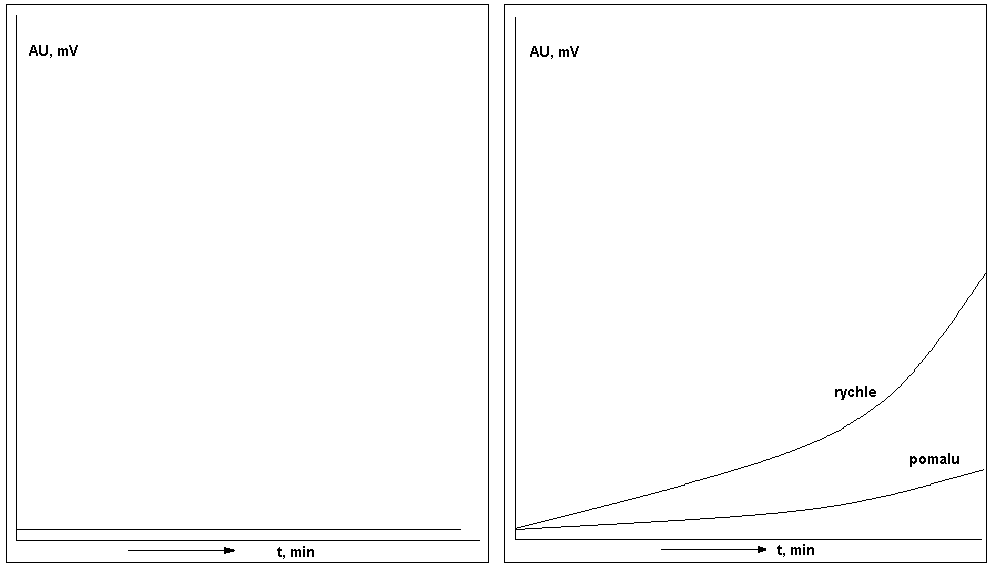 AU, mV
t, min
AU, mV
rychle
pomalu
t, min